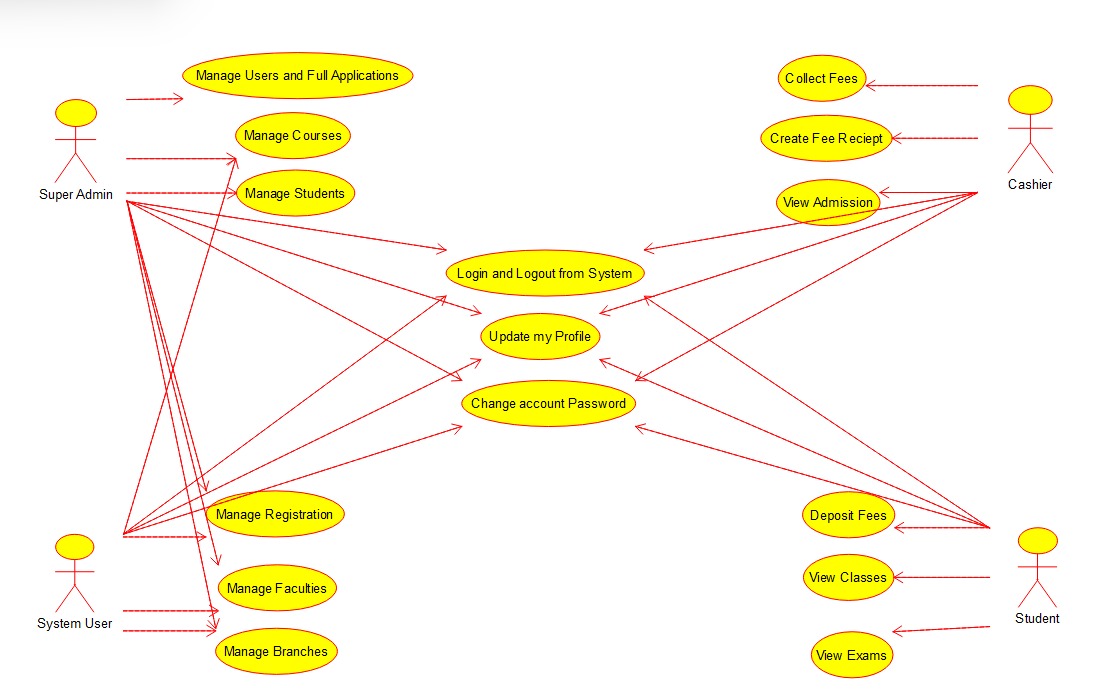 Manage Users and Full Applications
Collect Fees
Manage Courses
Create Fee Reciept
Super Admin
Manage Students
Cashier
View Admission
Login and Logout from System
Update my Profile
Change account Password
Manage Registration
Deposit Fees
View Classes
Manage Faculties
System User
Student
Manage Branches
View Exams